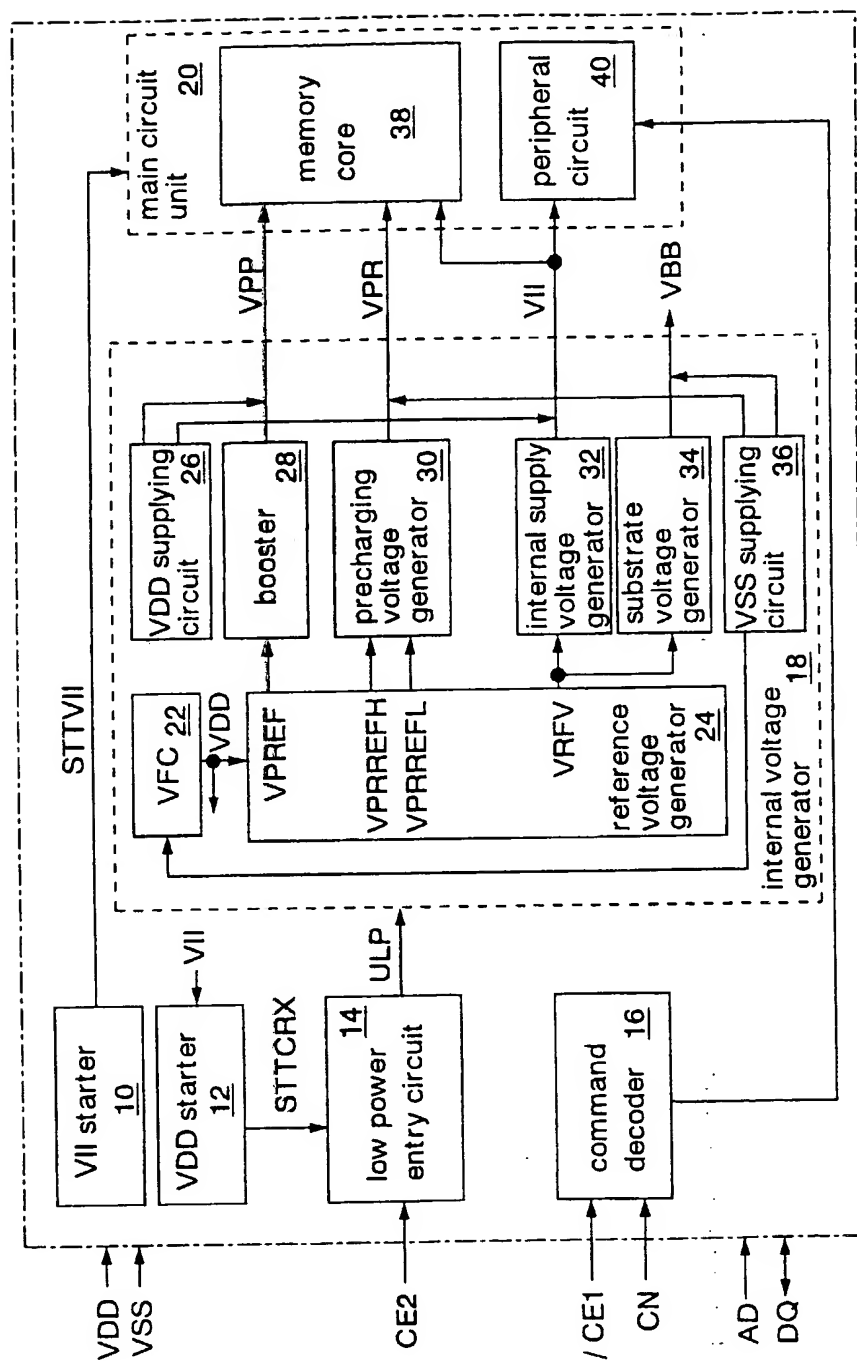 VDD
VSS
CE2
/ CE1
CN
AD
DQ
VII starter
10
VDD starter
12
VII
STTCRX
low power
entry circuit
14
ULP
command
decoder
16
STTVII
VFC 22
VDD
VPREF
VPRREFH
VPRREFL
VRFV
reference
voltage
generator
24
VDD supplying
circuit
26
booster
28
precharging
voltage
generator
30
internal supply
voltage
generator
32
substrate
voltage
generator
34
VSS supplying
circuit
36
internal voltage
generator
18
VPP
VPR
VII
VBB
main circuit
unit
20
memory
core
38
peripheral
circuit
40